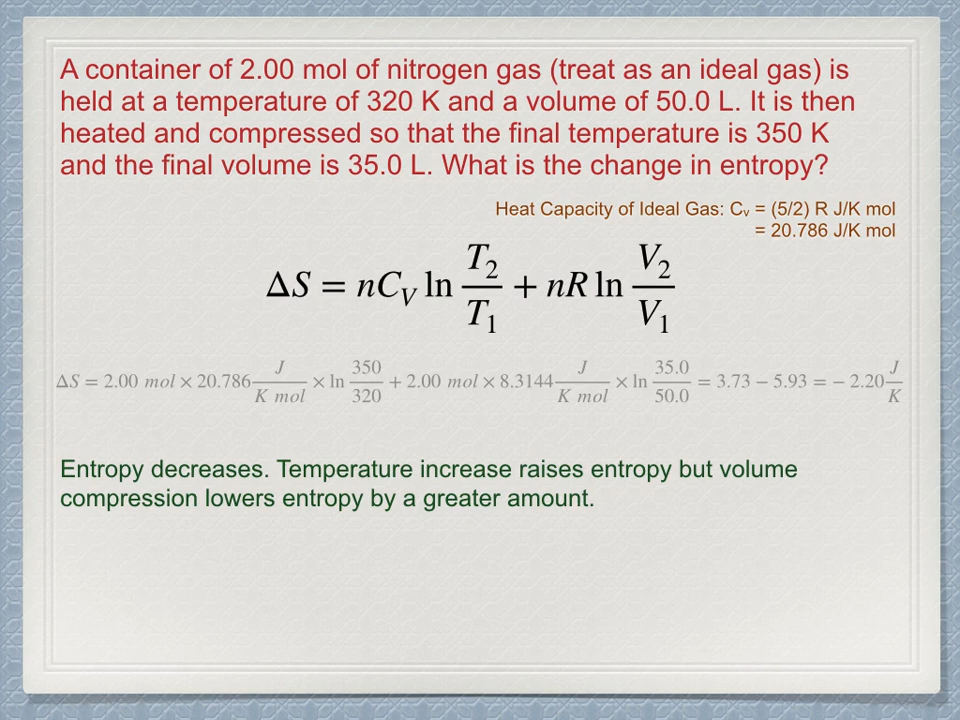 A container of 2.00 mol of nitrogen gas (treat as an ideal gas) is
held at a temperature of 320 K and a volume of 50.0 L. It is then
heated and compressed so that the final temperature is 350 K
and the final volume is 35.0 L. What is the change in entropy?
Heat Capacity of Ideal Gas: Cᵥ = (5/2) R J/K mol
= 20.786 J/K mol
ΔS = nC_V ln T₂/T₁ + nR ln V₂/V₁
ΔS = 2.00 mol × 20.786 J/K mol × ln 350/320 + 2.00 mol × 8.3144 J/K mol × ln 35.0/50.0 = 3.73 − 5.93 = − 2.20 J/K
Entropy decreases. Temperature increase raises entropy but volume
compression lowers entropy by a greater amount.